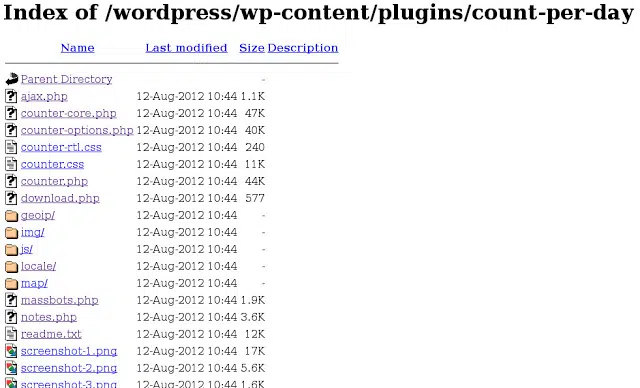 Index of /wordpress/wp-content/plugins/count-per-day
Name Last modified Size Description
Parent Directory -
ajax.php 12-Aug-2012 10:44 1.1K
counter-core.php 12-Aug-2012 10:44 47K
counter-options.php 12-Aug-2012 10:44 40K
counter-rtl.css 12-Aug-2012 10:44 240
counter.css 12-Aug-2012 10:44 11K
counter.php 12-Aug-2012 10:44 44K
download.php 12-Aug-2012 10:44 577
geoip/ 12-Aug-2012 10:44 -
img/ 12-Aug-2012 10:44 -
js/ 12-Aug-2012 10:44 -
locale/ 12-Aug-2012 10:44 -
map/ 12-Aug-2012 10:44 -
massbots.php 12-Aug-2012 10:44 1.9K
notes.php 12-Aug-2012 10:44 3.6K
readme.txt 12-Aug-2012 10:44 12K
screenshot-1.png 12-Aug-2012 10:44 17K
screenshot-2.png 12-Aug-2012 10:44 5.6K
screenshot-3.png 12-Aug-2012 10:44 1.6K